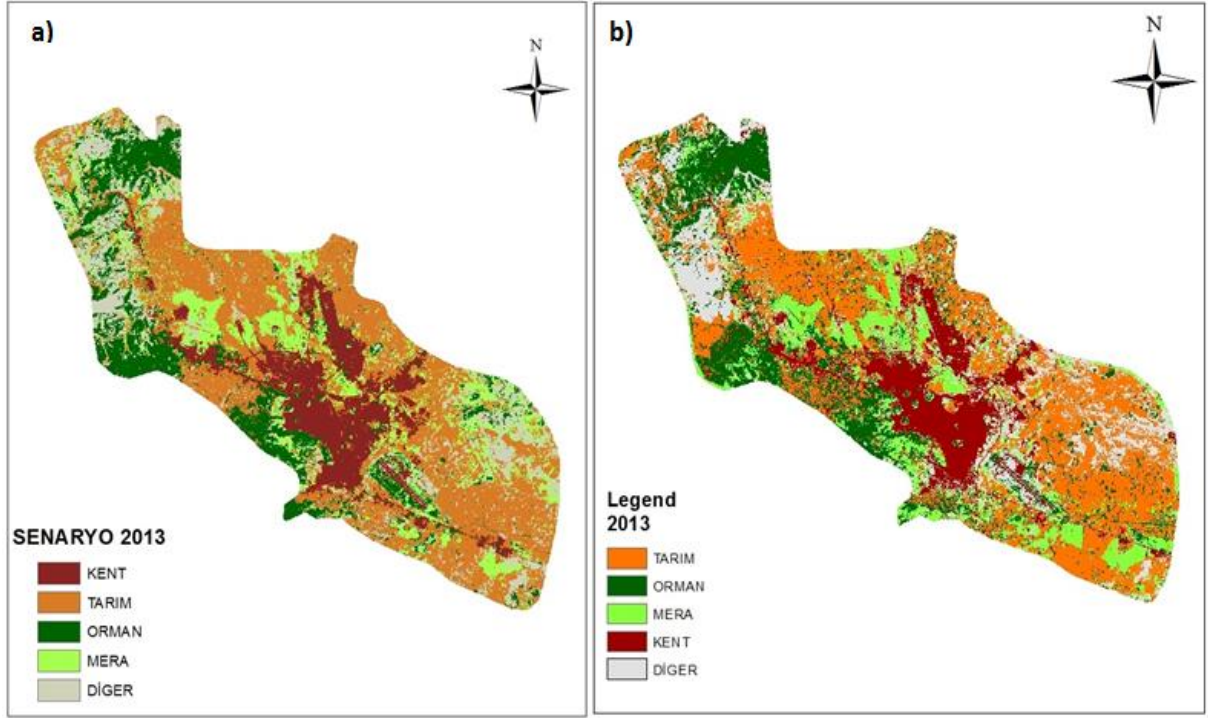 a)
N
SENARYO 2013
KENT
TARIM
ORMAN
MERA
DİGER
b)
N
Legend
2013
TARIM
ORMAN
MERA
KENT
DİGER